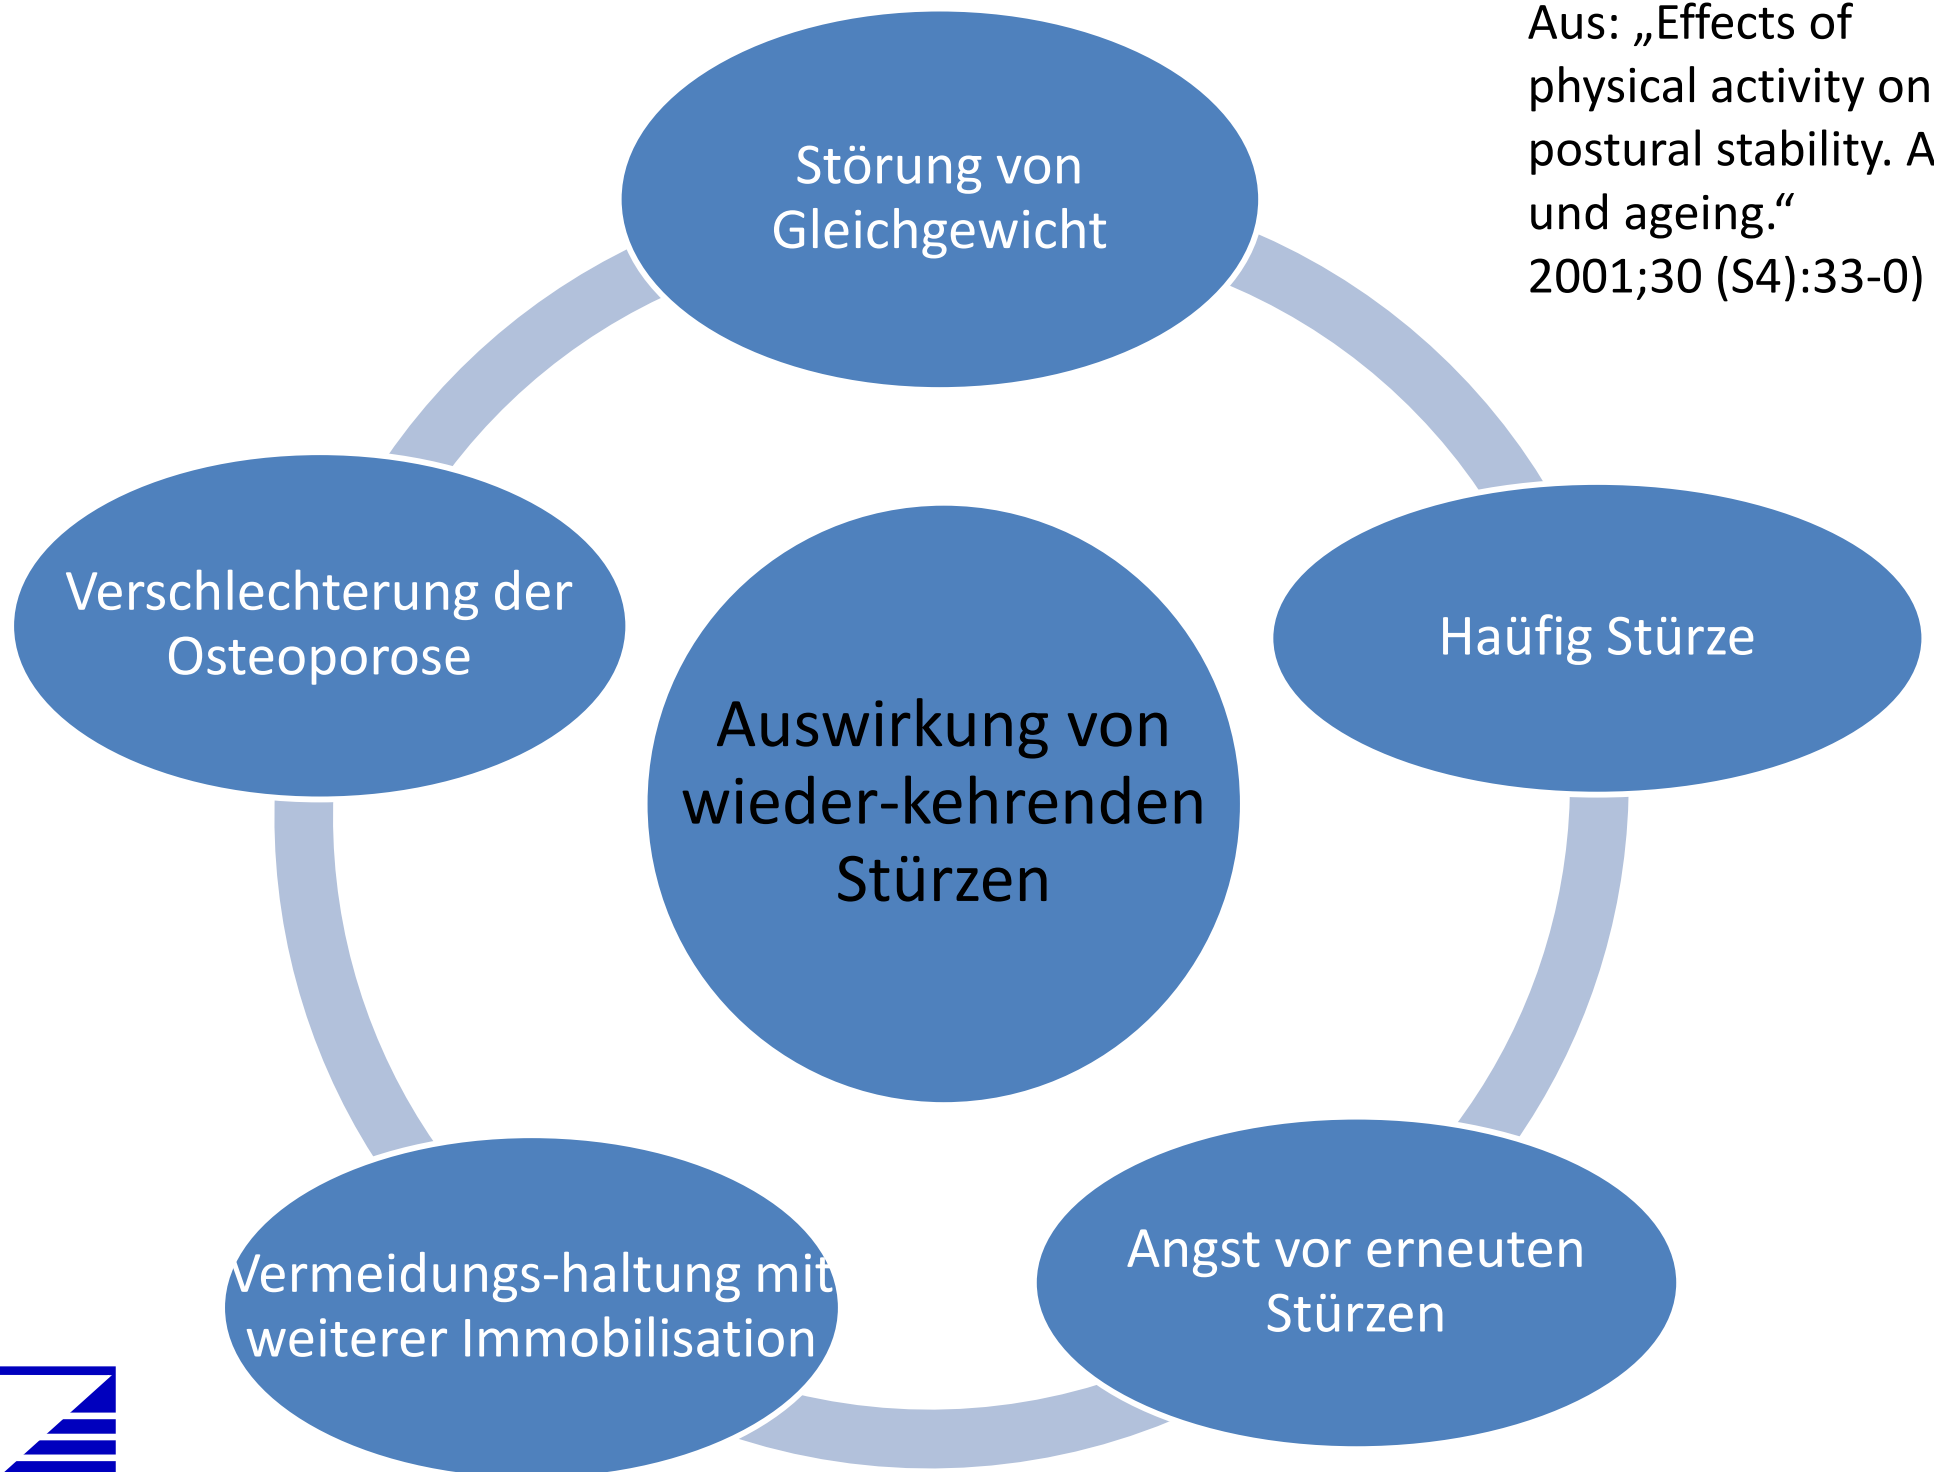 Aus: „Effects of
physical activity on
postural stability. A
und ageing.“
2001;30 (S4):33-0)
Störung von
Gleichgewicht
Haüfig Stürze
Angst vor erneuten
Stürzen
Vermeidungs-haltung mit
weiterer Immobilisation
Verschlechterung der
Osteoporose
Auswirkung von
wieder-kehrenden
Stürzen